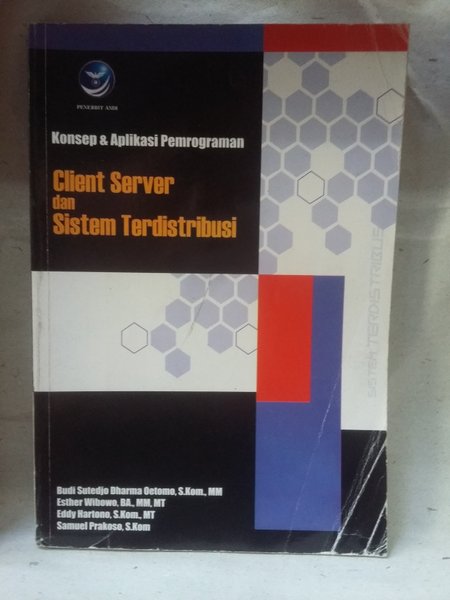 PENERBIT ANDI
Konsep & Aplikasi Pemrograman
Client Server
dan
Sistem Terdistribusi
SISTEM TERDISTRIBUSI
Budi Sutedjo Dharma Oetomo, S.Kom., MM
Esther Wibowo, BA., MM, MT
Eddy Hartono, S.Kom., MT
Samuel Prakoso, S.Kom